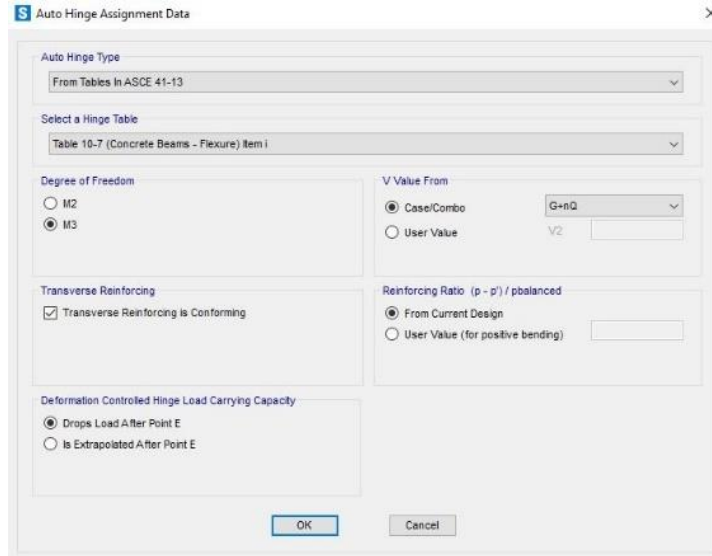 S Auto Hinge Assignment Data
Auto Hinge Type
From Tables In ASCE 41-13
Select a Hinge Table
Table 10-7 (Concrete Beams - Flexure) Item i
Degree of Freedom
M2
M3
V Value From
Case/Combo G+nQ
User Value V2
Transverse Reinforcing
Transverse Reinforcing is Conforming
Reinforcing Ratio (p - p') / pbalanced
From Current Design
User Value (for positive bending)
Deformation Controlled Hinge Load Carrying Capacity
Drops Load After Point E
Is Extrapolated After Point E
OK Cancel